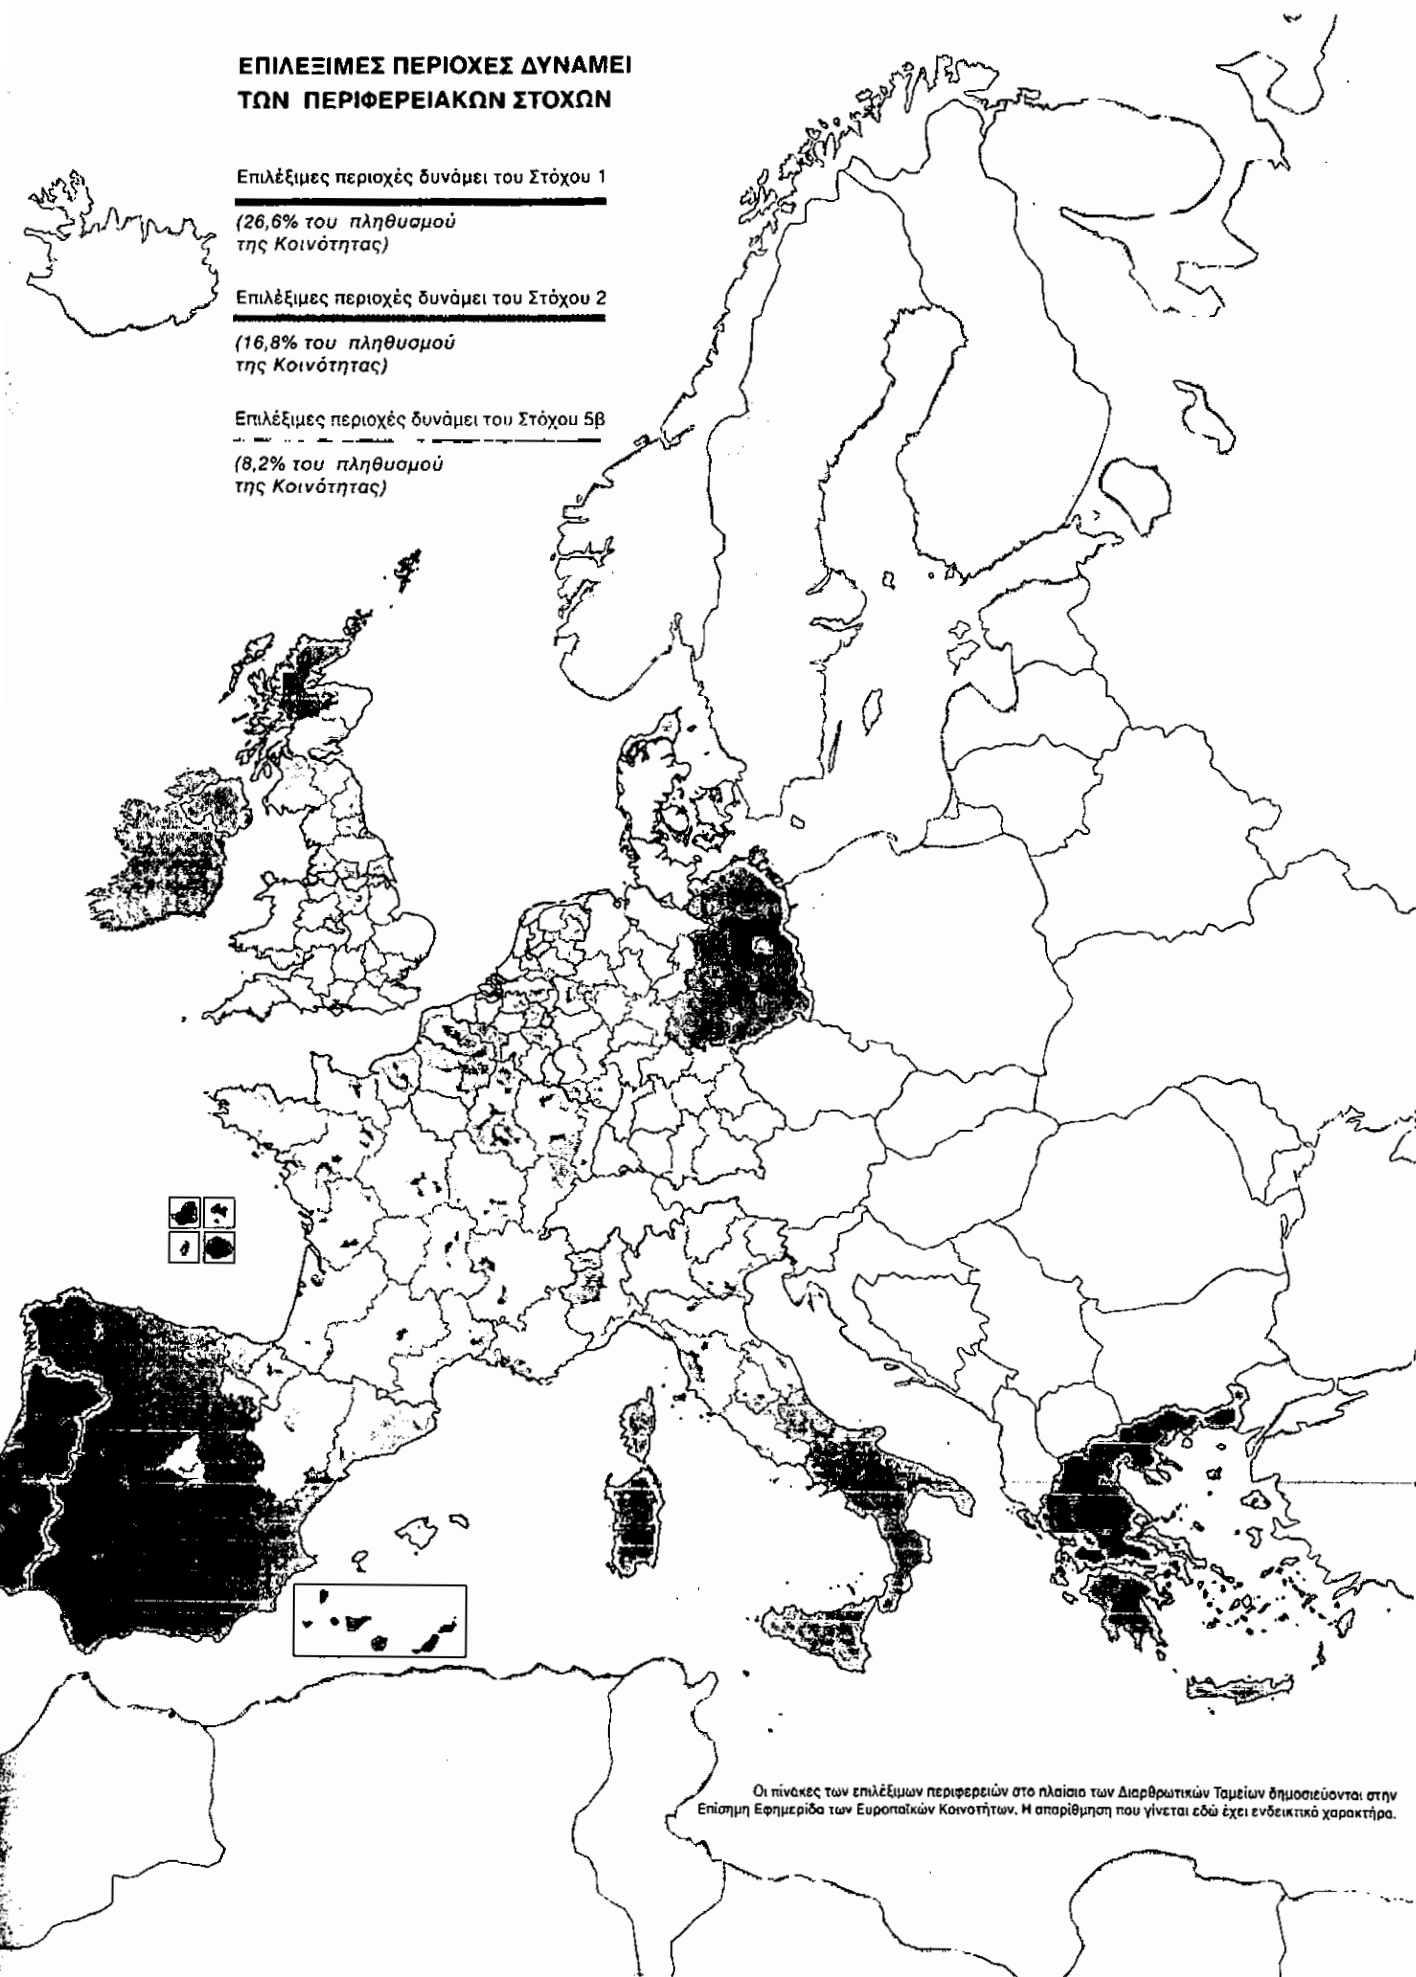 ΕΠΙΛΕΞΙΜΕΣ ΠΕΡΙΟΧΕΣ ΔΥΝΑΜΕΙ
ΤΩΝ ΠΕΡΙΦΕΡΕΙΑΚΩΝ ΣΤΟΧΩΝ
Επιλέξιμες περιοχές δυνάμει του Στόχου 1
(26,6% του πληθυσμού
της Κοινότητας)
Επιλέξιμες περιοχές δυνάμει του Στόχου 2
(16,8% του πληθυσμού
της Κοινότητας)
Επιλέξιμες περιοχές δυνάμει του Στόχου 5β
(8,2% του πληθυσμού
της Κοινότητας)
Οι πίνακες των επιλέξιμων περιφερειών στο πλαίσιο των Διαρθρωτικών Ταμείων δημοσιεύονται στην
Επίσημη Εφημερίδα των Ευρωπαϊκών Κοινοτήτων. Η απαρίθμηση που γίνεται εδώ έχει ενδεικτικό χαρακτήρα.